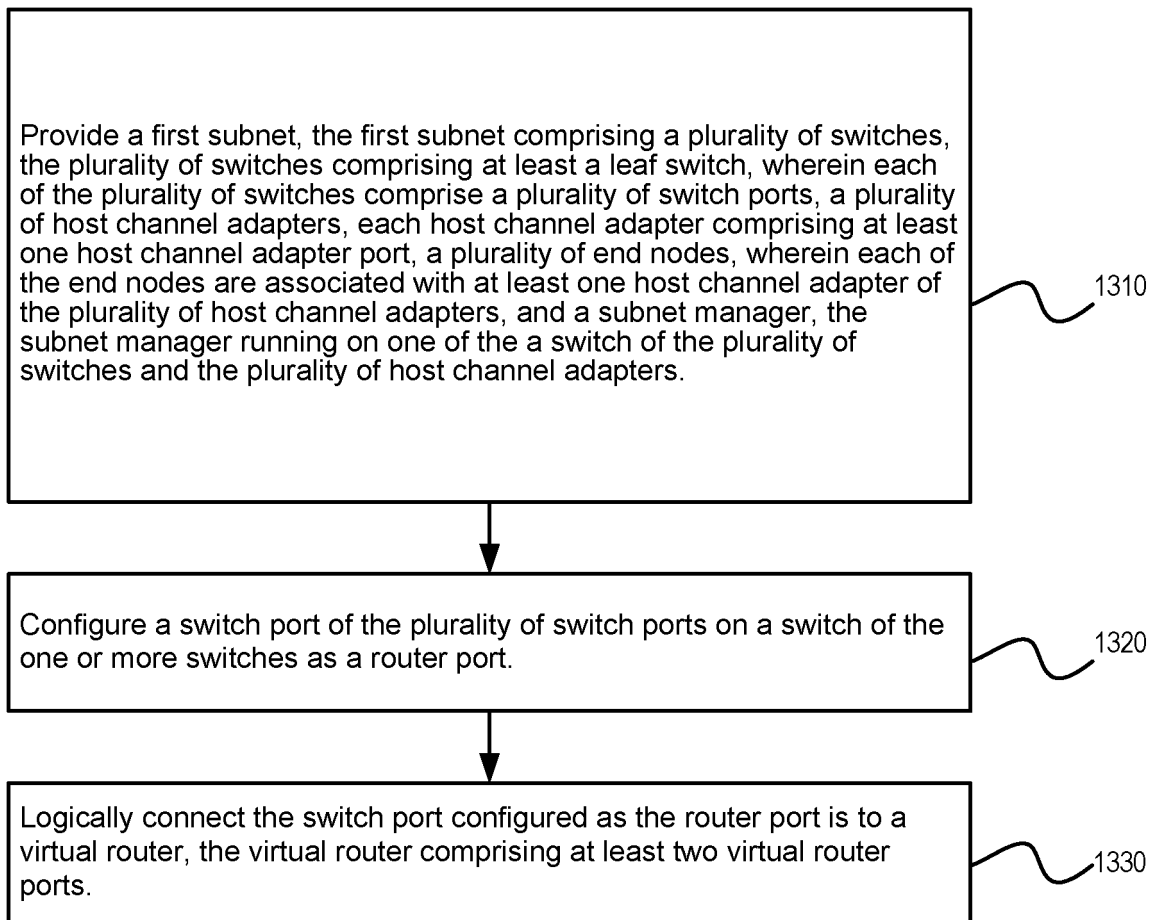 Provide a first subnet, the first subnet comprising a plurality of switches,
the plurality of switches comprising at least a leaf switch, wherein each
of the plurality of switches comprise a plurality of switch ports, a plurality
of host channel adapters, each host channel adapter comprising at least
one host channel adapter port, a plurality of end nodes, wherein each of
the end nodes are associated with at least one host channel adapter of
the plurality of host channel adapters, and a subnet manager, the
subnet manager running on one of the a switch of the plurality of
switches and the plurality of host channel adapters.
1310
Configure a switch port of the plurality of switch ports on a switch of the
one or more switches as a router port.
1320
Logically connect the switch port configured as the router port is to a
virtual router, the virtual router comprising at least two virtual router
ports.
1330